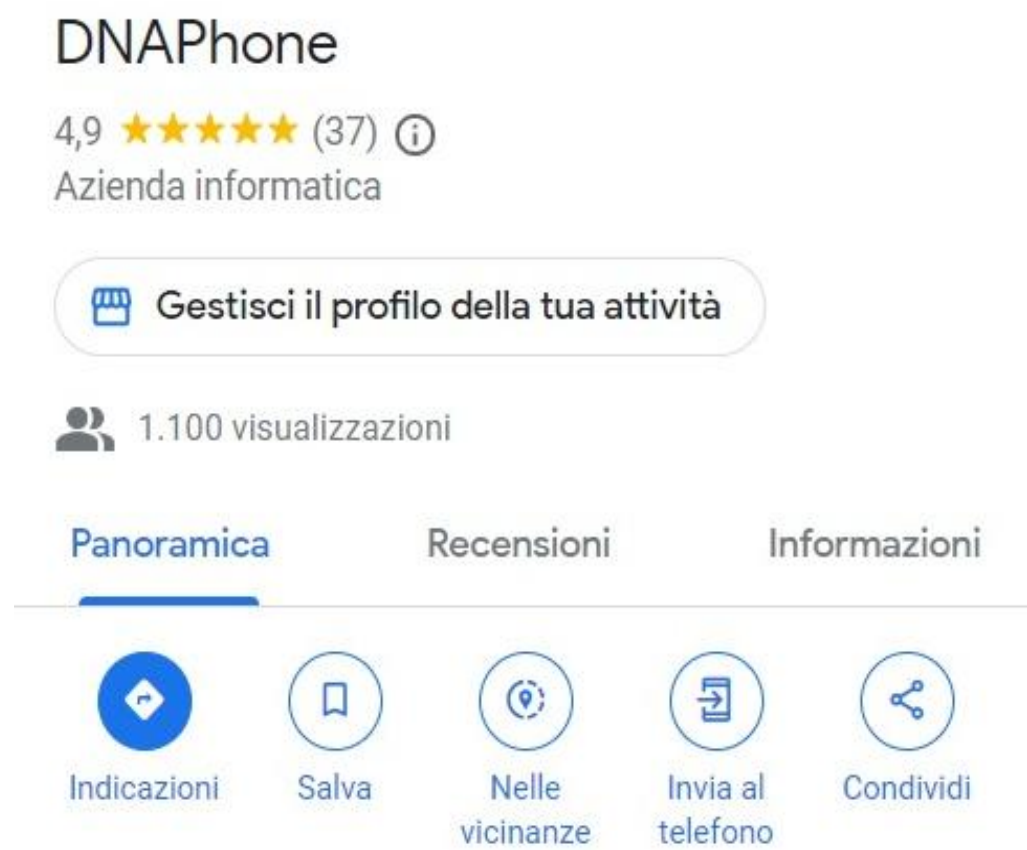 DNAPhone
4,9 (37)
Azienda informatica
Gestisci il profilo della tua attività
1.100 visualizzazioni
Panoramica Recensioni Informazioni
Indicazioni Salva Nelle vicinanze Invia al telefono Condividi